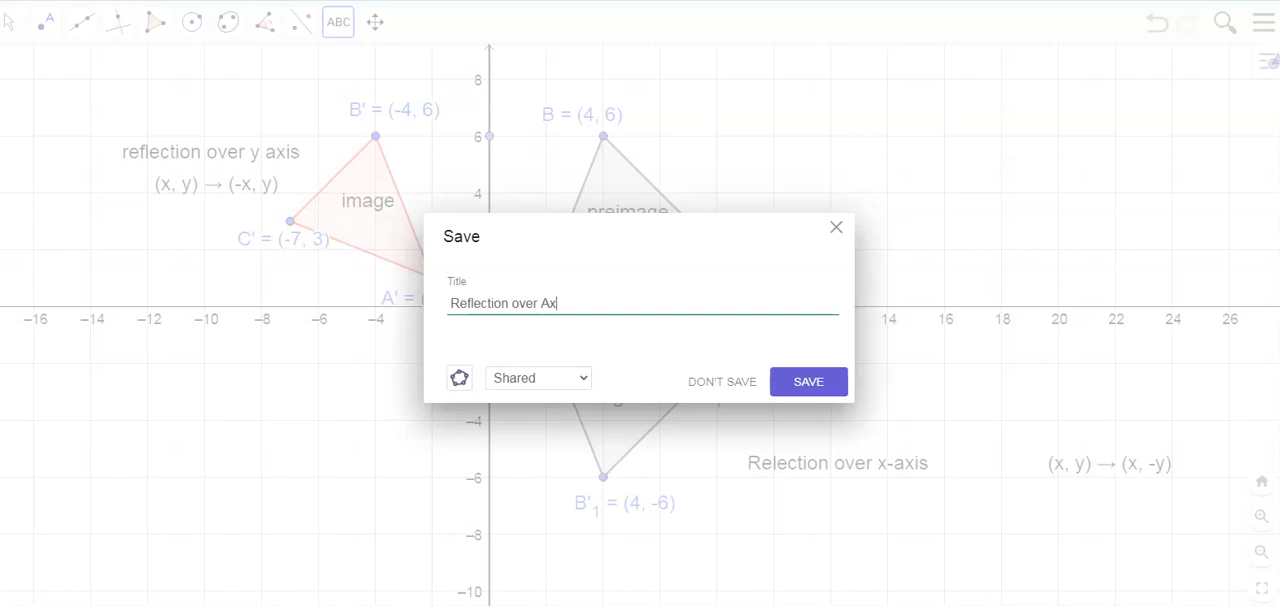 ABC
8
B' = (-4, 6)
B = (4, 6)
6
reflection over y axis
(x, y) → (-x, y)
image
4
preimage
C' = (-7, 3)
A' = (
Save
Title
Reflection over Ax
−16 −14 −12 −10 −8 −6 −4 14 16 18 20 22 24 26
Shared
DON'T SAVE
SAVE
−4
Relection over x-axis (x, y) → (x, -y)
−6
B'₁ = (4, -6)
−8
−10